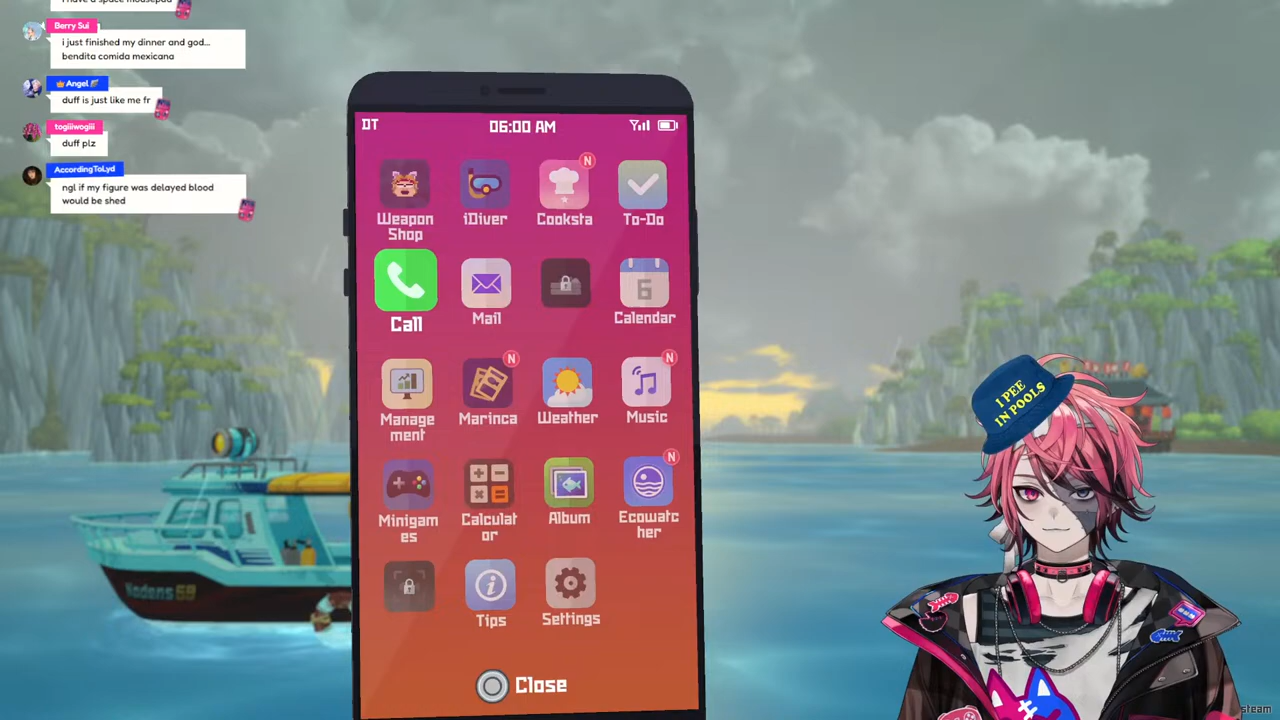 i have a space mousepad
Berry Sui
i just finished my dinner and god...
bendita comida mexicana
Angel
duff is just like me fr
togiiiwogiii
duff plz
AccordingToLyd
ngl if my figure was delayed blood
would be shed
DT
06:00 AM
Weapon
Shop
iDiver
N
Cooksta
To-Do
Call
Mail
6
Calendar
Manage
ment
N
Marinca
Weather
N
Music
Minigam
es
Calculat
or
Album
N
Ecowatc
her
Tips
Settings
Close
I PEE
IN POOLS
steam